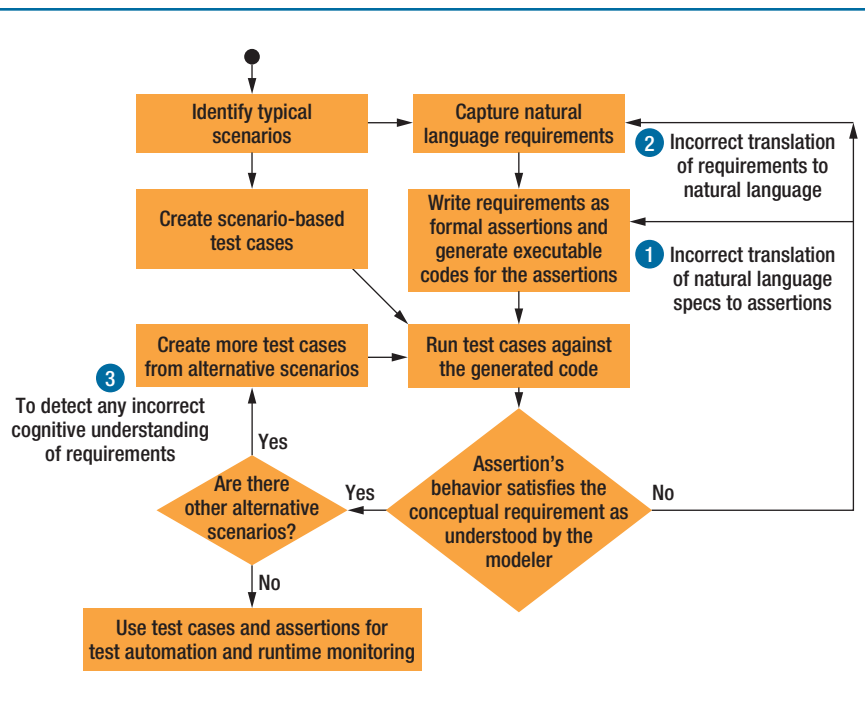 Identify typical
scenarios
Capture natural
language requirements
2 Incorrect translation
of requirements to
natural language
Create scenario-based
test cases
Write requirements as
formal assertions and
generate executable
codes for the assertions
1 Incorrect translation
of natural language
specs to assertions
Create more test cases
from alternative scenarios
Run test cases against
the generated code
3
To detect any incorrect
cognitive understanding
of requirements
Yes
Are there
other alternative
scenarios?
Yes
Assertion's
behavior satisfies the
conceptual requirement as
understood by the
modeler
No
No
Use test cases and assertions for
test automation and runtime monitoring